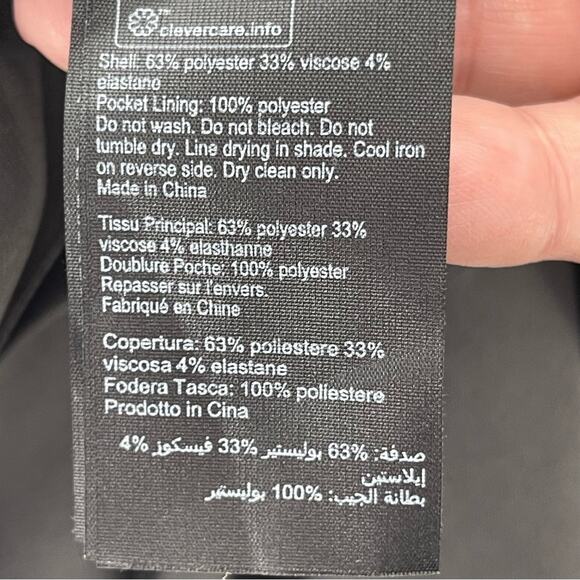 clevercare.info
Shell: 63% polyester 33% viscose 4%
elastane
Pocket Lining: 100% polyester
Do not wash. Do not bleach. Do not
tumble dry. Line drying in shade. Cool iron
on reverse side. Dry clean only.
Made in China
Tissu Principal: 63% polyester 33%
viscose 4% elasthanne
Doublure Poche: 100% polyester
Repasser sur l'envers.
Fabriqué en Chine
Copertura: 63% poliestere 33%
viscosa 4% elastane
Fodera Tasca: 100% poliestere
Prodotto in Cina
صدفة: 63% بوليستير 33% فيسكوز 4%
إيلاستين
بطانة الجيب: 100% بوليستير